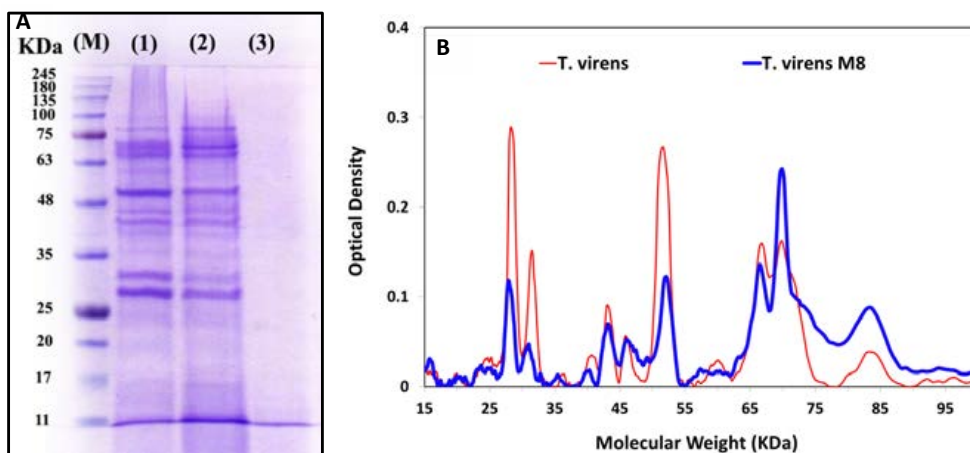 A
KDa (M) (1) (2) (3)
245
180
135
100
75
63
48
35
25
20
17
11
B
T. virens
T. virens M8
0.4
0.3
0.2
0.1
0
Optical Density
15 25 35 45 55 65 75 85 95
Molecular Weight (KDa)